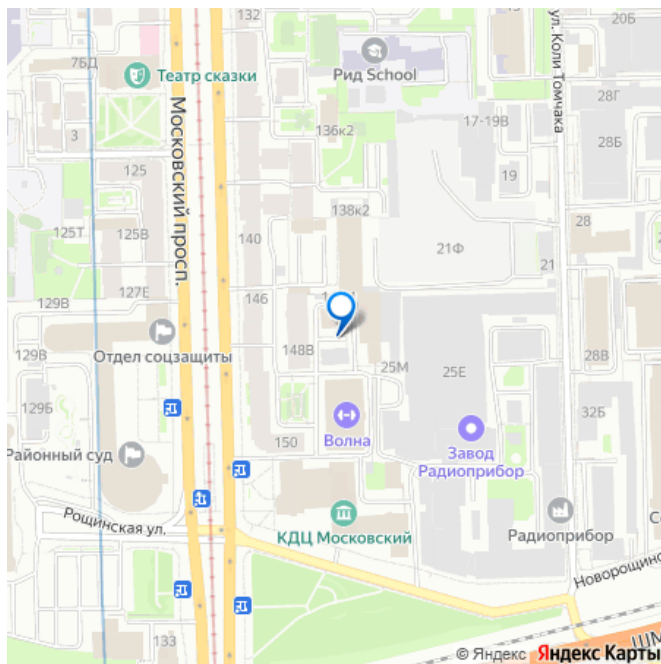 132
132
20Б
7БД
Театр сказки
Рид School
ул. Коли Томчака
28Г
Московский просп.
3
136к2
17-19В
28Б
125
19
138к2
125Т
125В
140
21Ф
28
21
127Е
146
129В
Отдел соцзащиты
148В
129В
25М
25Е
28В
129Б
Волна
32Б
150
Завод
Радиоприбор
Районный суд
Рощинская ул.
КДЦ Московский
Радиоприбор
133
© Яндекс Яндекс Карты